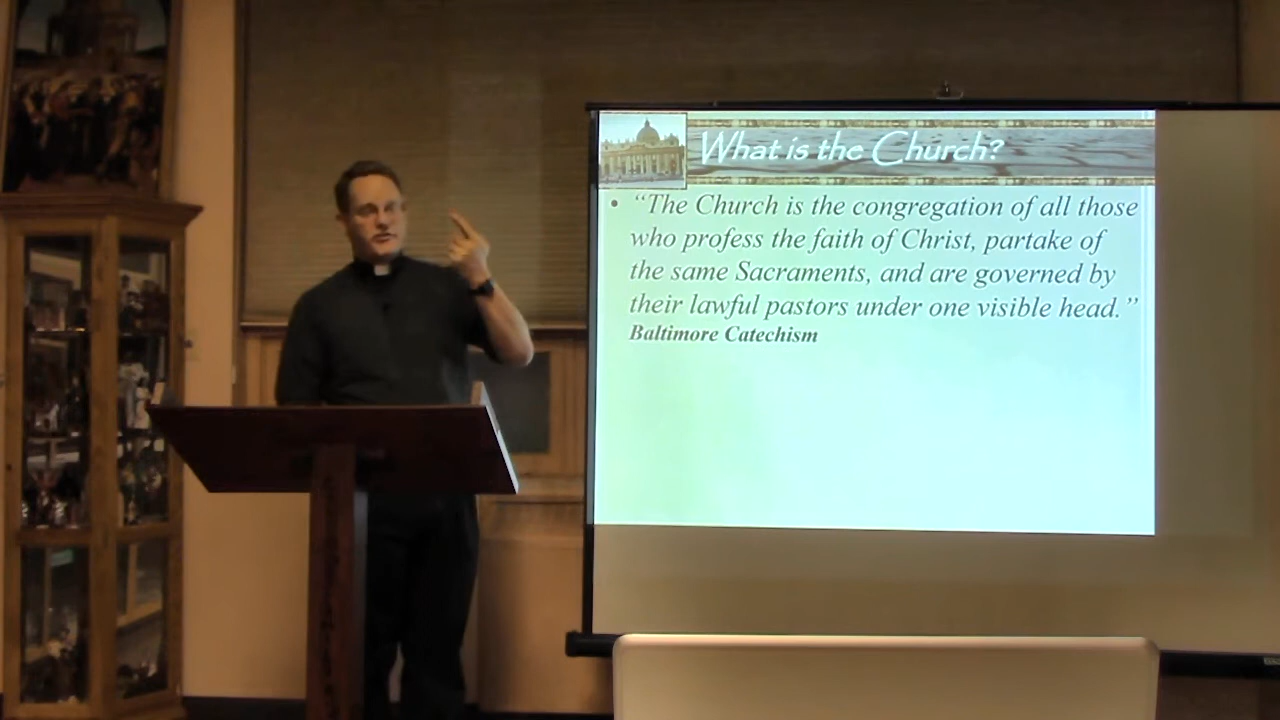 What is the Church?
• “The Church is the congregation of all those
who profess the faith of Christ, partake of
the same Sacraments, and are governed by
their lawful pastors under one visible head.”
Baltimore Catechism